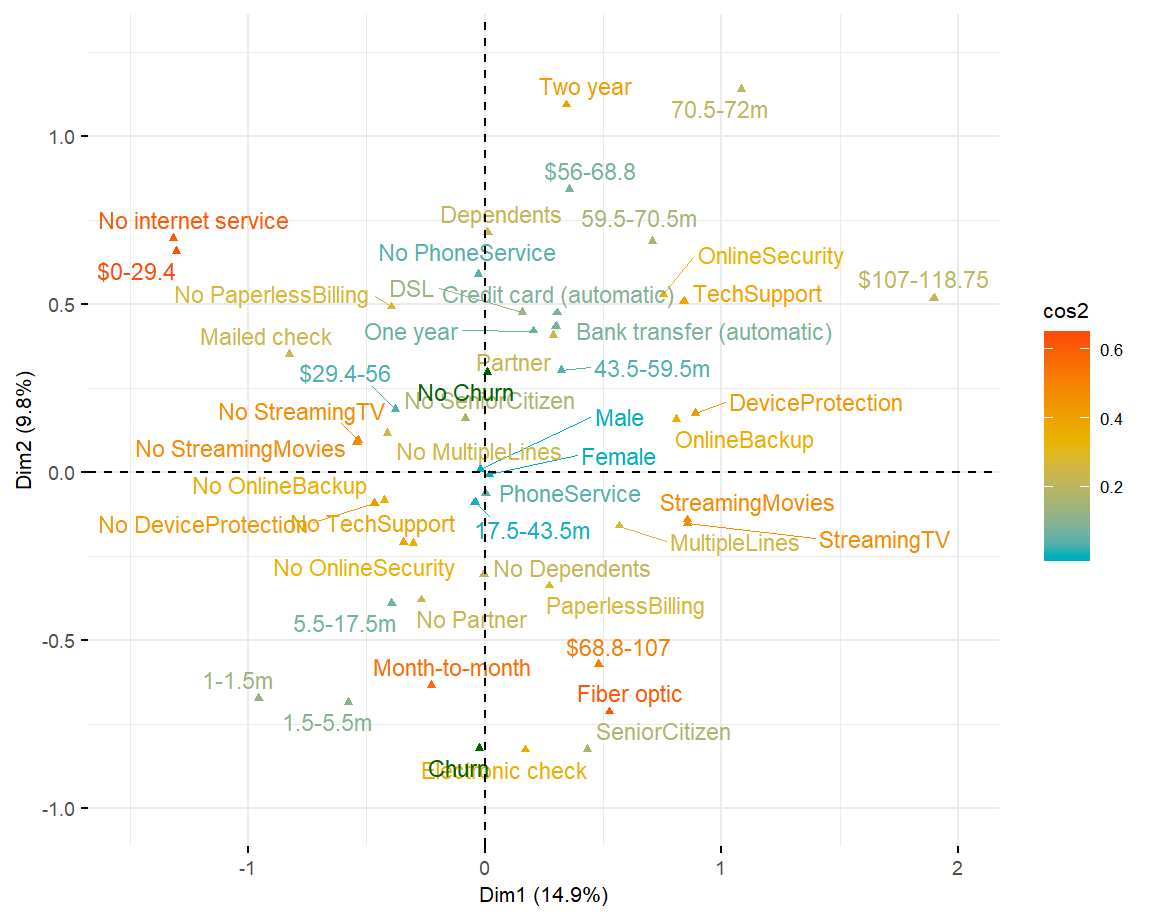 Two year
70.5-72m
1.0
$56-68.8
Dependents
59.5-70.5m
No internet service
No PhoneService
OnlineSecurity
$0-29.4
$107-118.75
cos2
DSL
Credit card (automatic)
TechSupport
No PaperlessBilling
0.5
One year
Bank transfer (automatic)
Mailed check
0.6
Partner
43.5-59.5m
$29.4-56
No Churn
No SeniorCitizen
DeviceProtection
No StreamingTV
Male
0.4
OnlineBackup
No StreamingMovies
No MultipleLines
Female
Dim2 (9.8%)
0.0
No OnlineBackup
PhoneService
0.2
StreamingMovies
No DeviceProtection
No TechSupport
17.5-43.5m
MultipleLines
StreamingTV
No OnlineSecurity
No Dependents
PaperlessBilling
5.5-17.5m
No Partner
-0.5
$68.8-107
Month-to-month
1-1.5m
Fiber optic
1.5-5.5m
SeniorCitizen
Churn
Electronic check
-1.0
-1
0
1
2
Dim1 (14.9%)